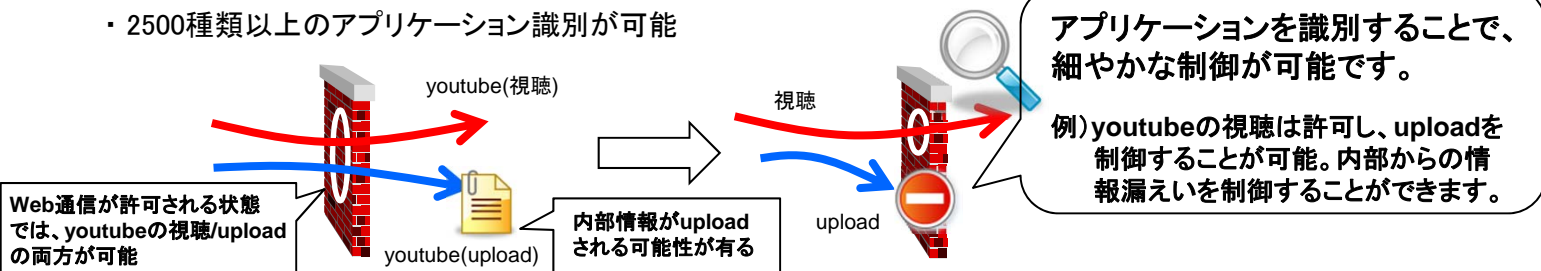 ・2500種類以上のアプリケーション識別が可能
youtube(視聴)
Web通信が許可される状態
では、youtubeの視聴/upload
の両方が可能
youtube(upload)
内部情報がupload
される可能性が有る
視聴
upload
アプリケーションを識別することで、
細やかな制御が可能です。
例)youtubeの視聴は許可し、uploadを
制御することが可能。内部からの情
報漏えいを制御することができます。